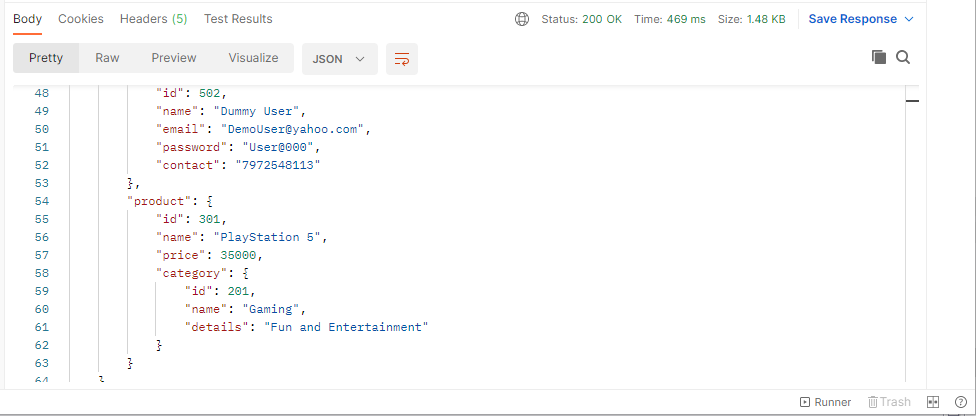 Body Cookies Headers (5) Test Results Status: 200 OK Time: 469 ms Size: 1.48 KB Save Response
Pretty Raw Preview Visualize JSON
48 "id": 502,
49 "name": "Dummy User",
50 "email": "DemoUser@yahoo.com",
51 "password": "User@000",
52 "contact": "7972548113"
53 },
54 "product": {
55 "id": 301,
56 "name": "PlayStation 5",
57 "price": 35000,
58 "category": {
59 "id": 201,
60 "name": "Gaming",
61 "details": "Fun and Entertainment"
62 }
63 }
64 }
Runner Trash